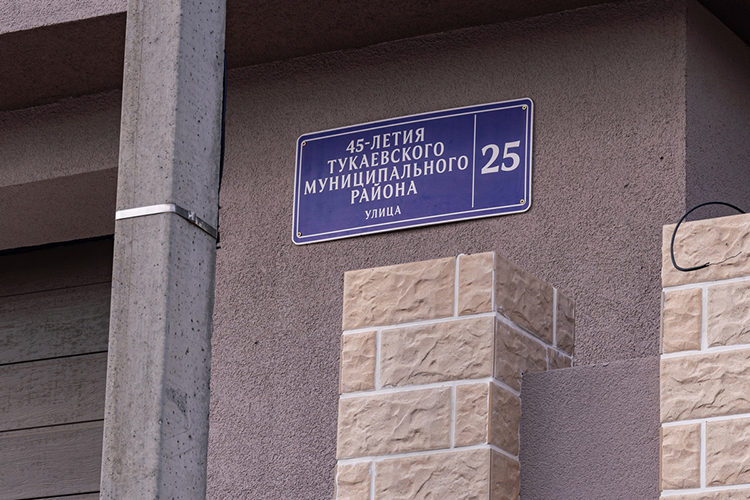 45-ЛЕТИЯ
ТУКАЕВСКОГО
МУНИЦИПАЛЬНОГО
РАЙОНА
УЛИЦА
25